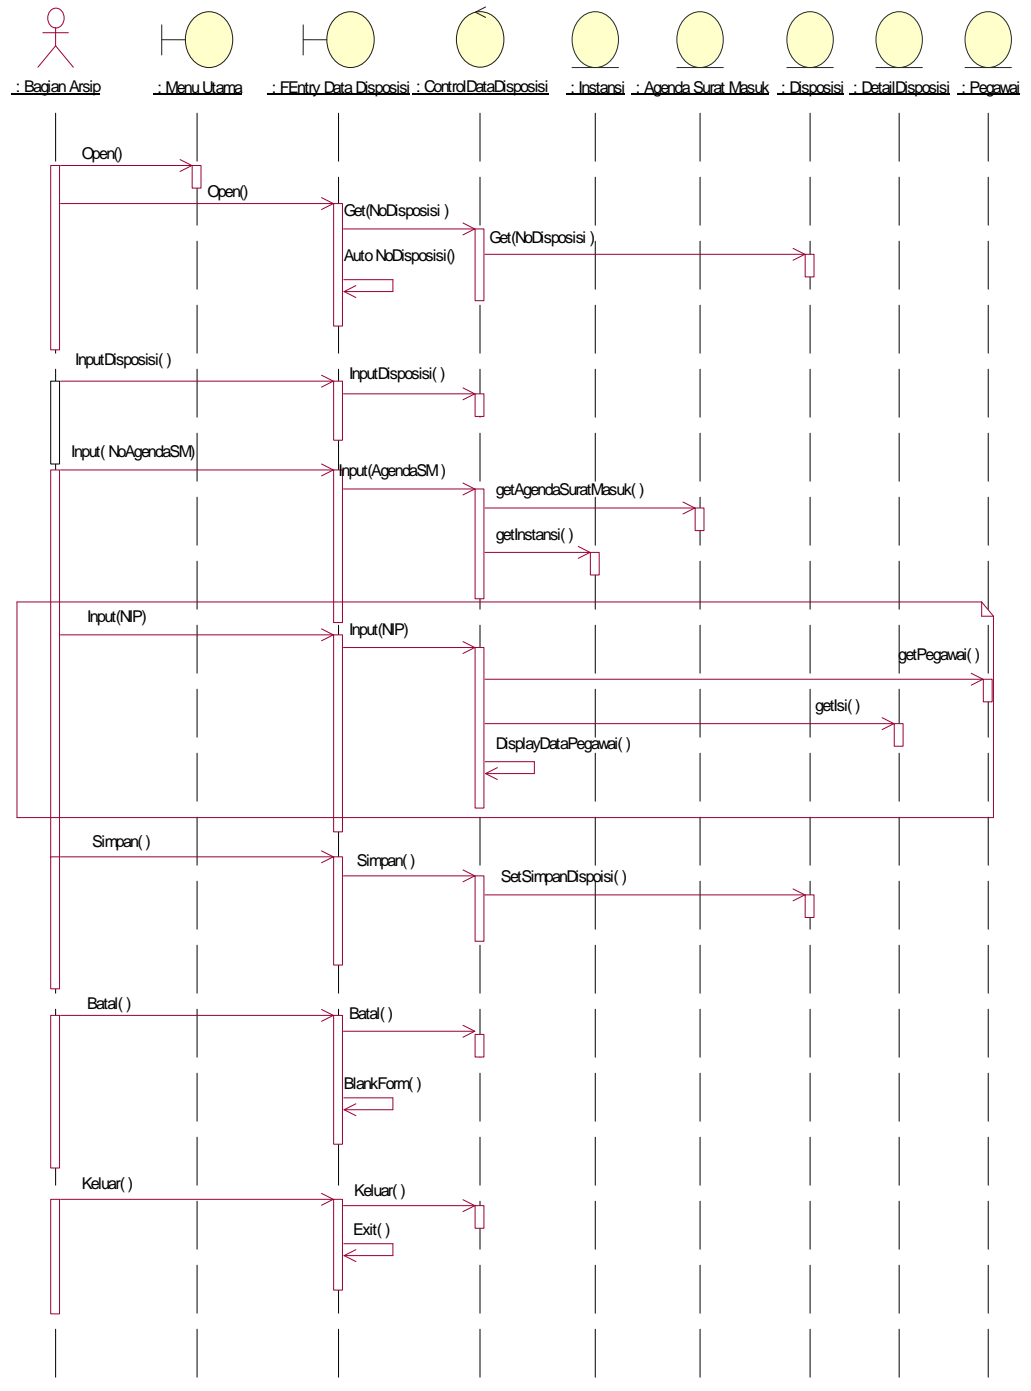 : Bagian Arsip
: Menu Utama
: FEntry Data Disposisi
: ControlDataDisposisi
: Instansi
: Agenda Surat Masuk
: Disposisi
: DetailDisposisi
: Pegawai
Open()
Open()
Get(NoDisposisi )
Get(NoDisposisi )
Auto NoDisposisi()
InputDisposisi( )
InputDisposisi( )
Input( NoAgendaSM)
Input(AgendaSM )
getAgendaSuratMasuk( )
getInstansi( )
Input(NIP)
Input(NIP)
getPegawai( )
getIsi( )
DisplayDataPegawai( )
Simpan( )
Simpan( )
SetSimpanDispoisi( )
Batal( )
Batal( )
BlankForm( )
Keluar( )
Keluar( )
Exit( )